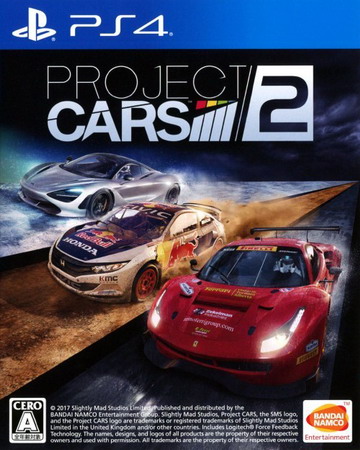 PS4
PROJECT
CARS 2
CIVIC
HONDA
Red Bull
KMC
motorgroup.com
CERO
A
全年齢対象
© 2017 Slightly Mad Studios Limited. Published and distributed by the
BANDAI NAMCO Entertainment Group. Slightly Mad Studios, Project CARS, the SMS logo,
and the Project CARS logo are trademarks or registered trademarks of Slightly Mad Studios
Limited in the United Kingdom and/or other countries. Includes Logitech® Force Feedback
Technology. The names, designs, and logos of all products are the property of their respective
owners and used with permission. All trademarks are the property of their respective owners.
BANDAI
NAMCO
Entertainment